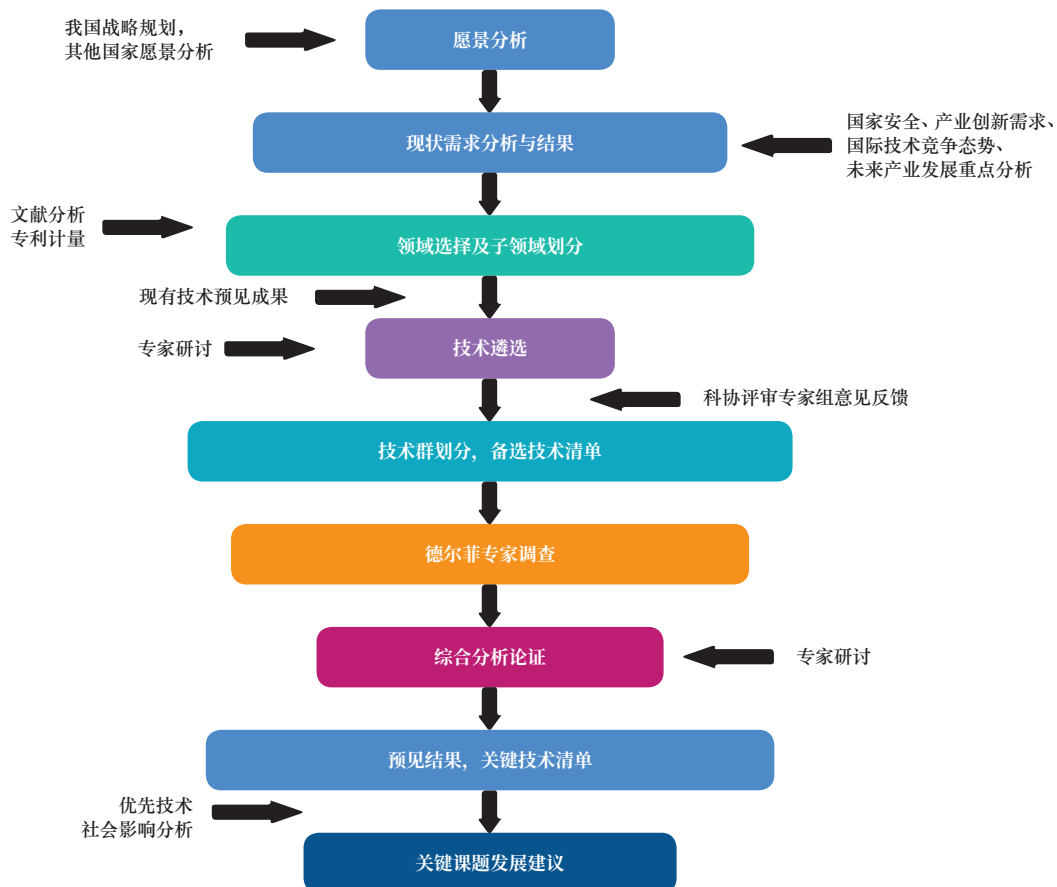 我国战略规划，
其他国家愿景分析
愿景分析
现状需求分析与结果
国家安全、产业创新需求、
国际技术竞争态势、
未来产业发展重点分析
文献分析
专利计量
领域选择及子领域划分
现有技术预见成果
专家研讨
技术遴选
科协评审专家组意见反馈
技术群划分，备选技术清单
德尔菲专家调查
综合分析论证
专家研讨
预见结果，关键技术清单
优先技术
社会影响分析
关键课题发展建议